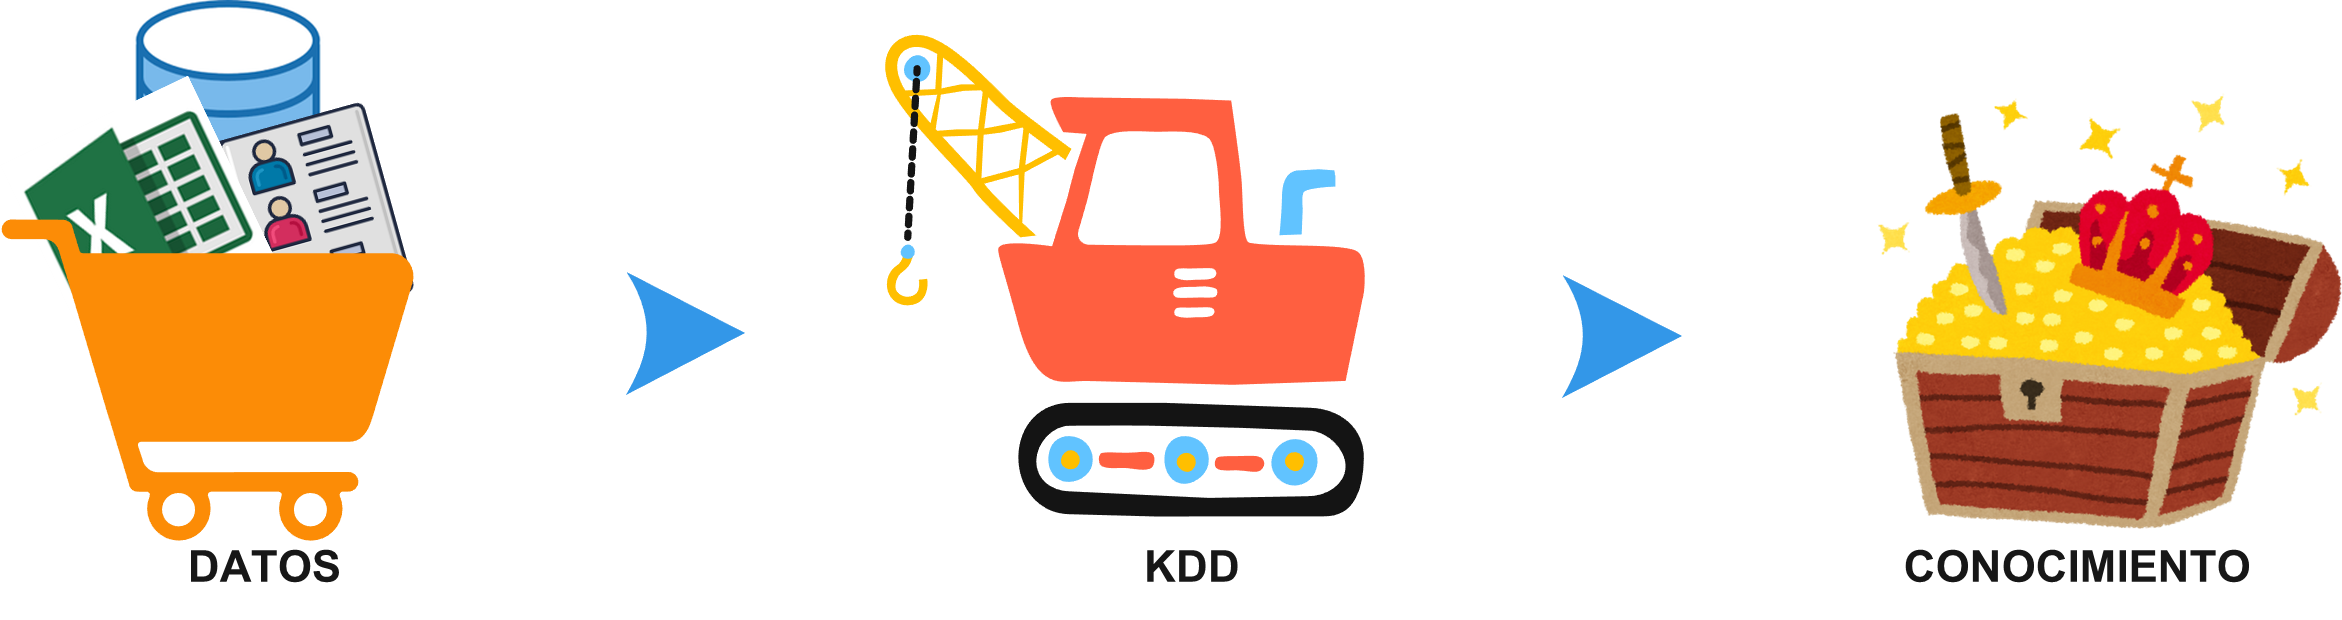 X
DATOS
KDD
CONOCIMIENTO